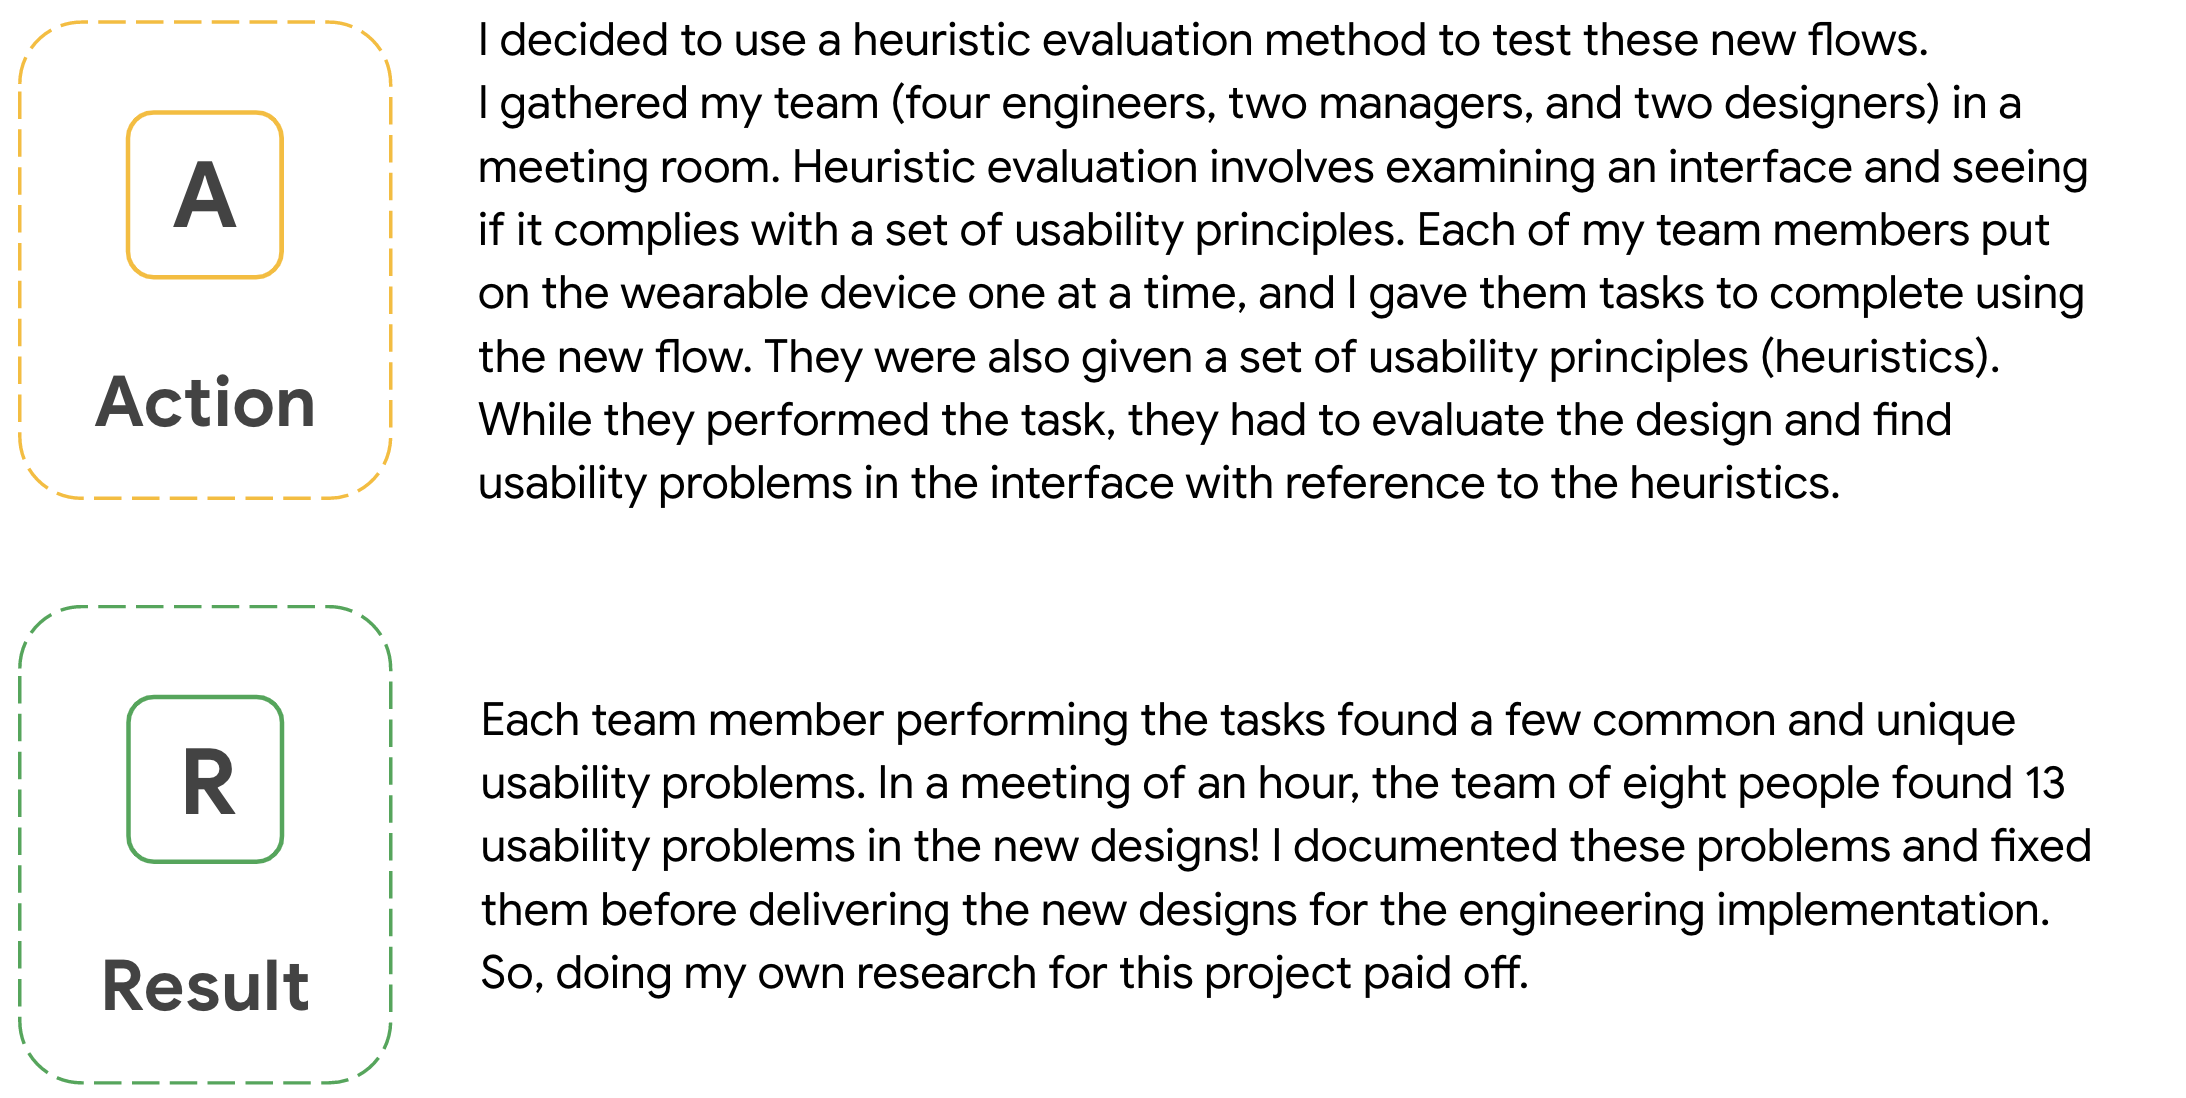 A
Action
I decided to use a heuristic evaluation method to test these new flows.
I gathered my team (four engineers, two managers, and two designers) in a
meeting room. Heuristic evaluation involves examining an interface and seeing
if it complies with a set of usability principles. Each of my team members put
on the wearable device one at a time, and I gave them tasks to complete using
the new flow. They were also given a set of usability principles (heuristics).
While they performed the task, they had to evaluate the design and find
usability problems in the interface with reference to the heuristics.
R
Result
Each team member performing the tasks found a few common and unique
usability problems. In a meeting of an hour, the team of eight people found 13
usability problems in the new designs! I documented these problems and fixed
them before delivering the new designs for the engineering implementation.
So, doing my own research for this project paid off.